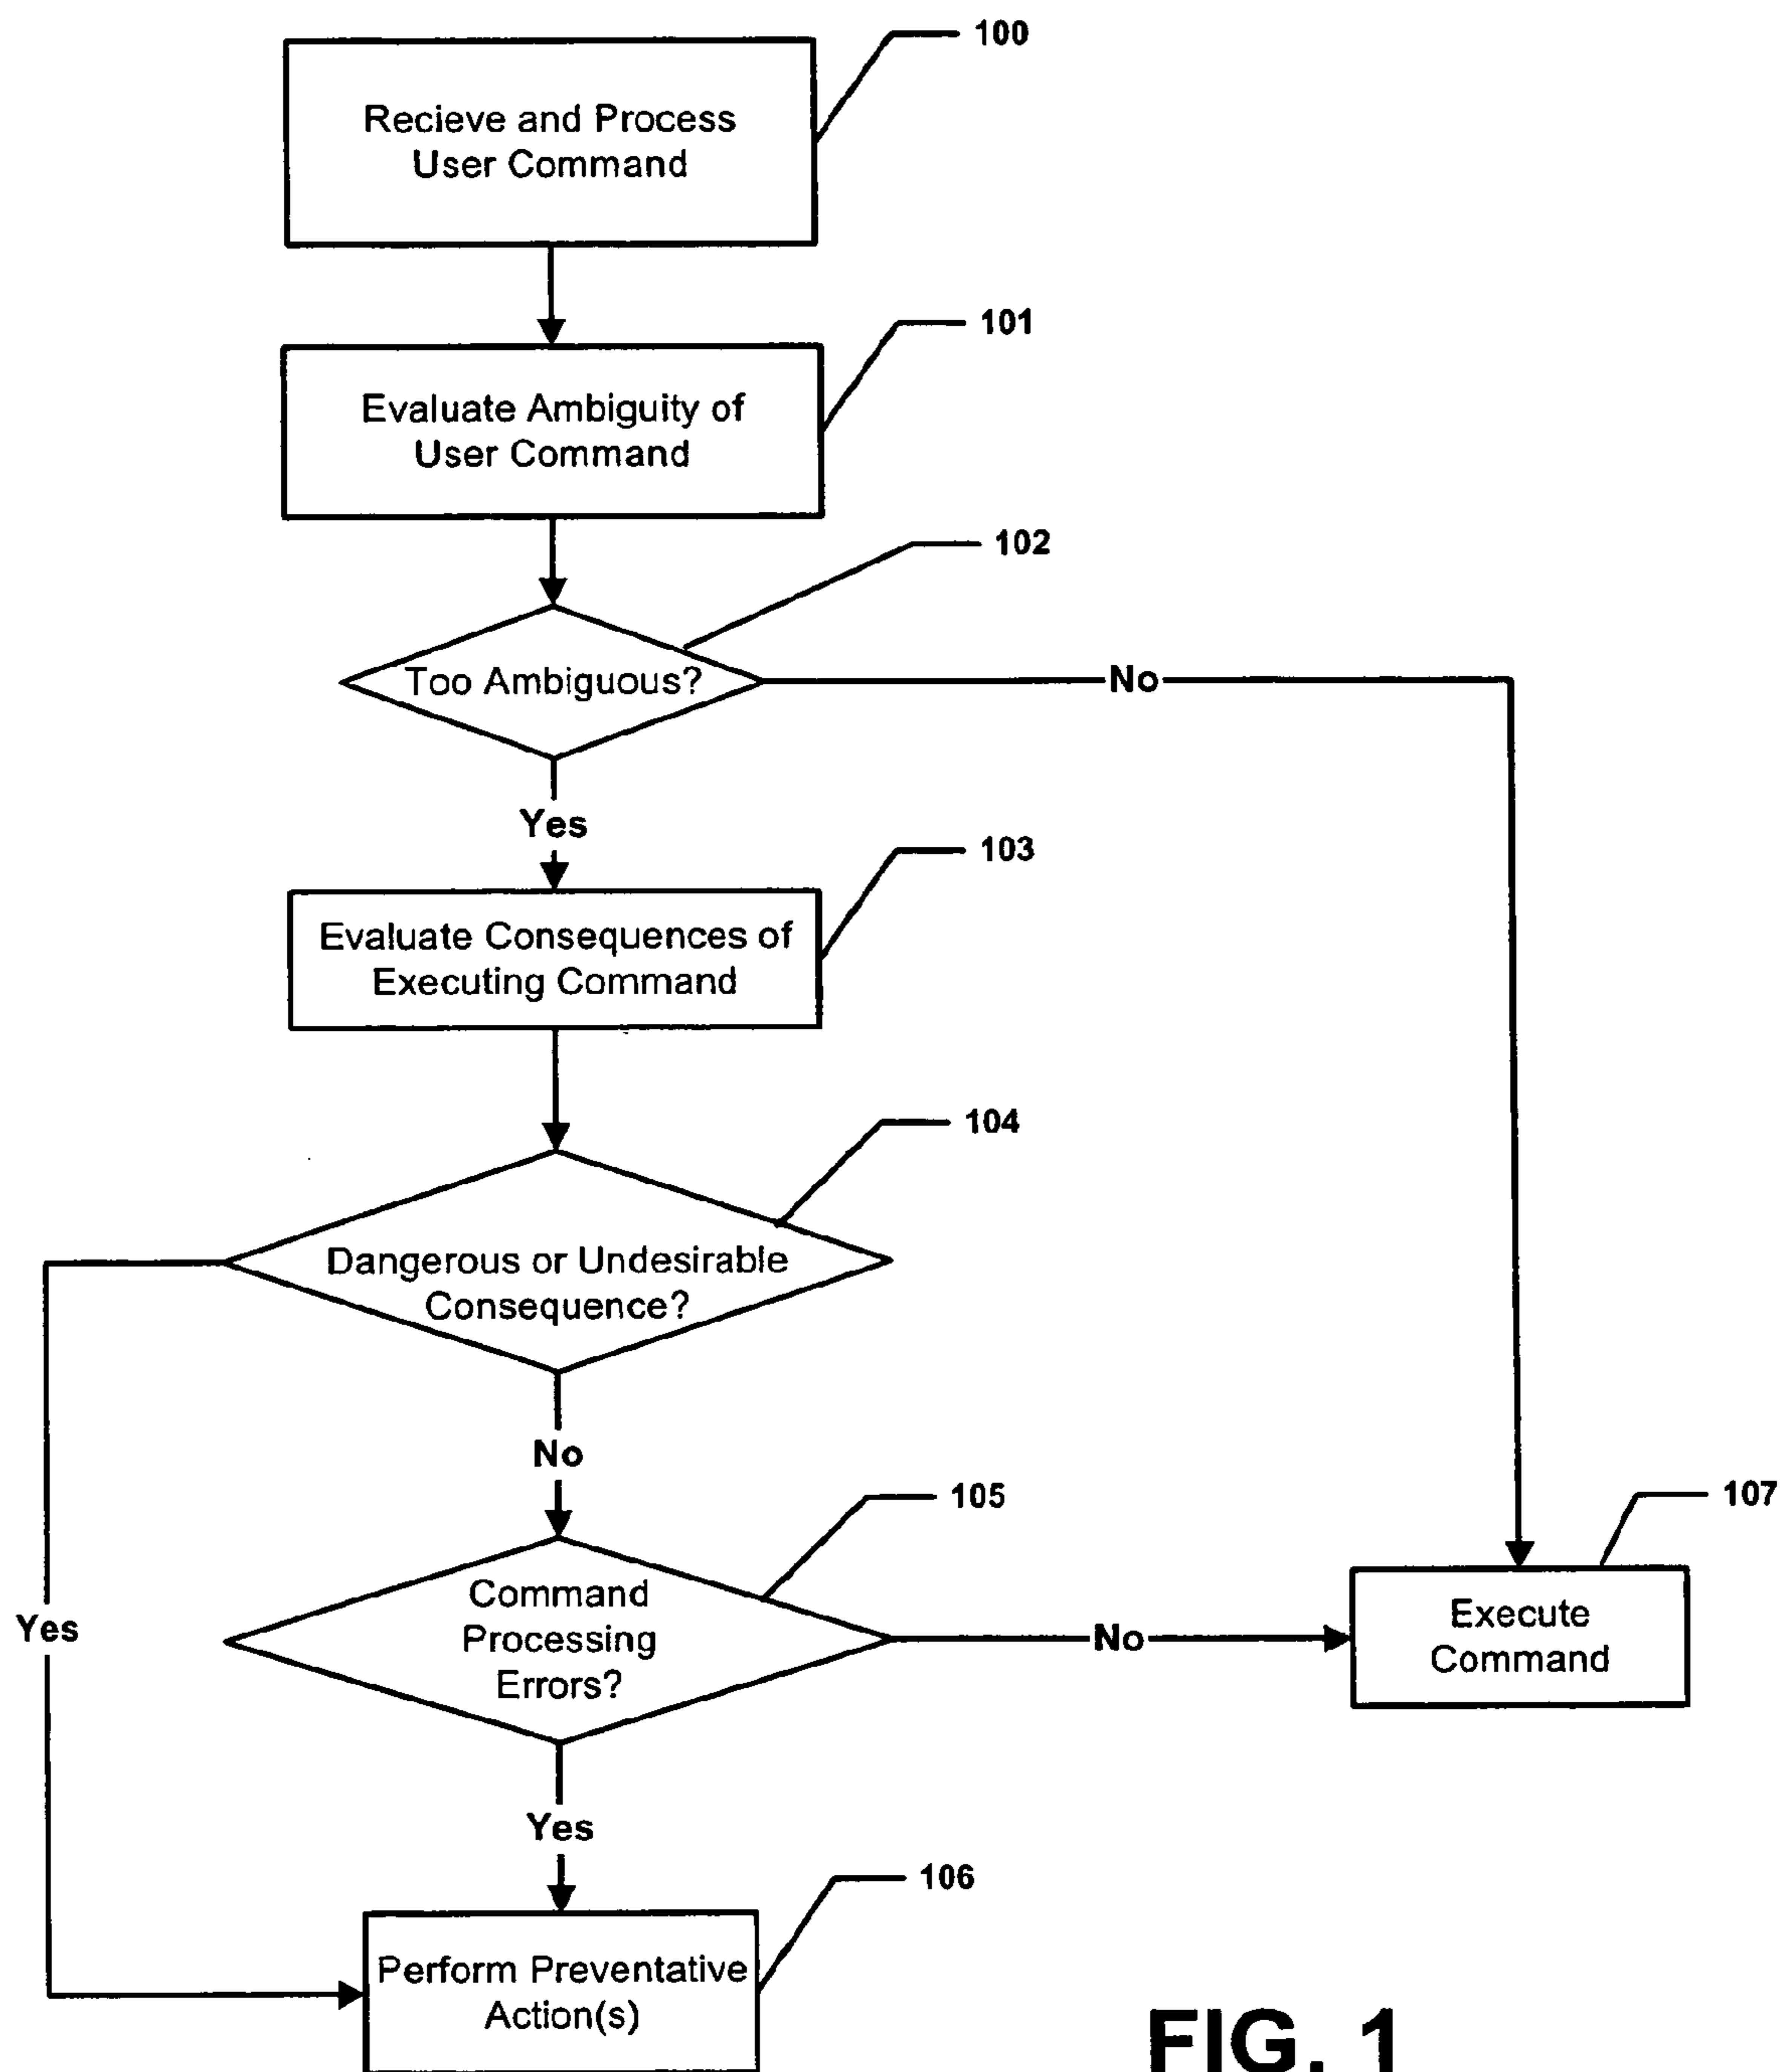 100
Recieve and Process
User Command
101
Evaluate Ambiguity of
User Command
102
Too Ambiguous?
No
Yes
103
Evaluate Consequences of
Executing Command
104
Dangerous or Undesirable
Consequence?
No
105
107
Command
Processing
Errors?
Yes
No
Execute
Command
Yes
106
Perform Preventative
Action(s)
FIG. 1